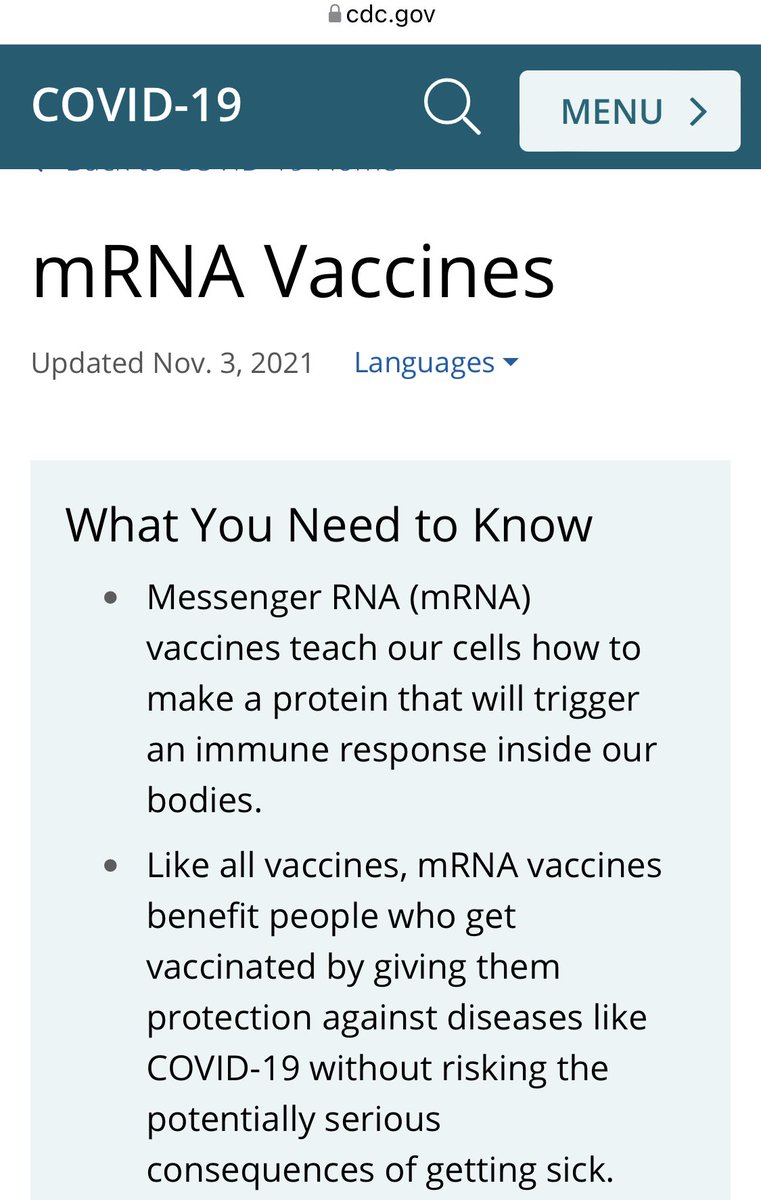 cdc.gov
COVID-19
MENU
mRNA Vaccines
Updated Nov. 3, 2021 Languages
What You Need to Know
• Messenger RNA (mRNA)
vaccines teach our cells how to
make a protein that will trigger
an immune response inside our
bodies.
• Like all vaccines, mRNA vaccines
benefit people who get
vaccinated by giving them
protection against diseases like
COVID-19 without risking the
potentially serious
consequences of getting sick.